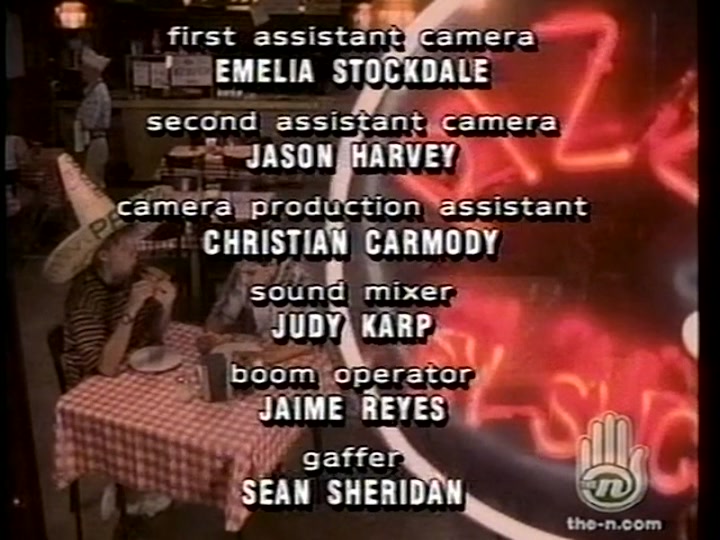 first assistant camera
EMELIA STOCKDALE
second assistant camera
JASON HARVEY
camera production assistant
CHRISTIAN CARMODY
sound mixer
JUDY KARP
boom operator
JAIME REYES
gaffer
SEAN SHERIDAN
the-n.com